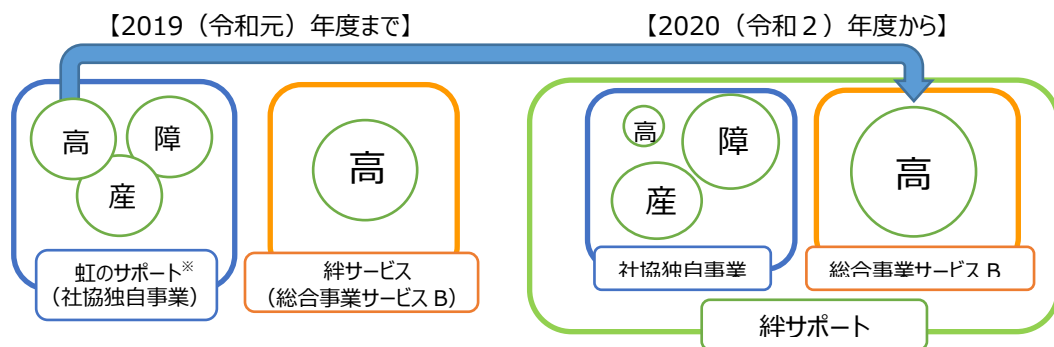 【2019（令和元）年度まで】
【2020（令和２）年度から】
高
障
産
高
高
障
産
高
虹のサポート※
（社協独自事業）
絆サービス
（総合事業サービス B）
社協独自事業
総合事業サービス B
絆サポート